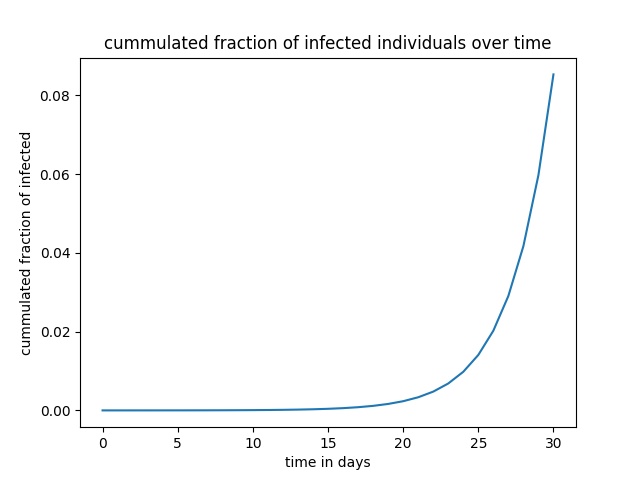 cummulated fraction of infected individuals over time
cummulated fraction of infected
0.08
0.06
0.04
0.02
0.00
0 5 10 15 20 25 30
time in days